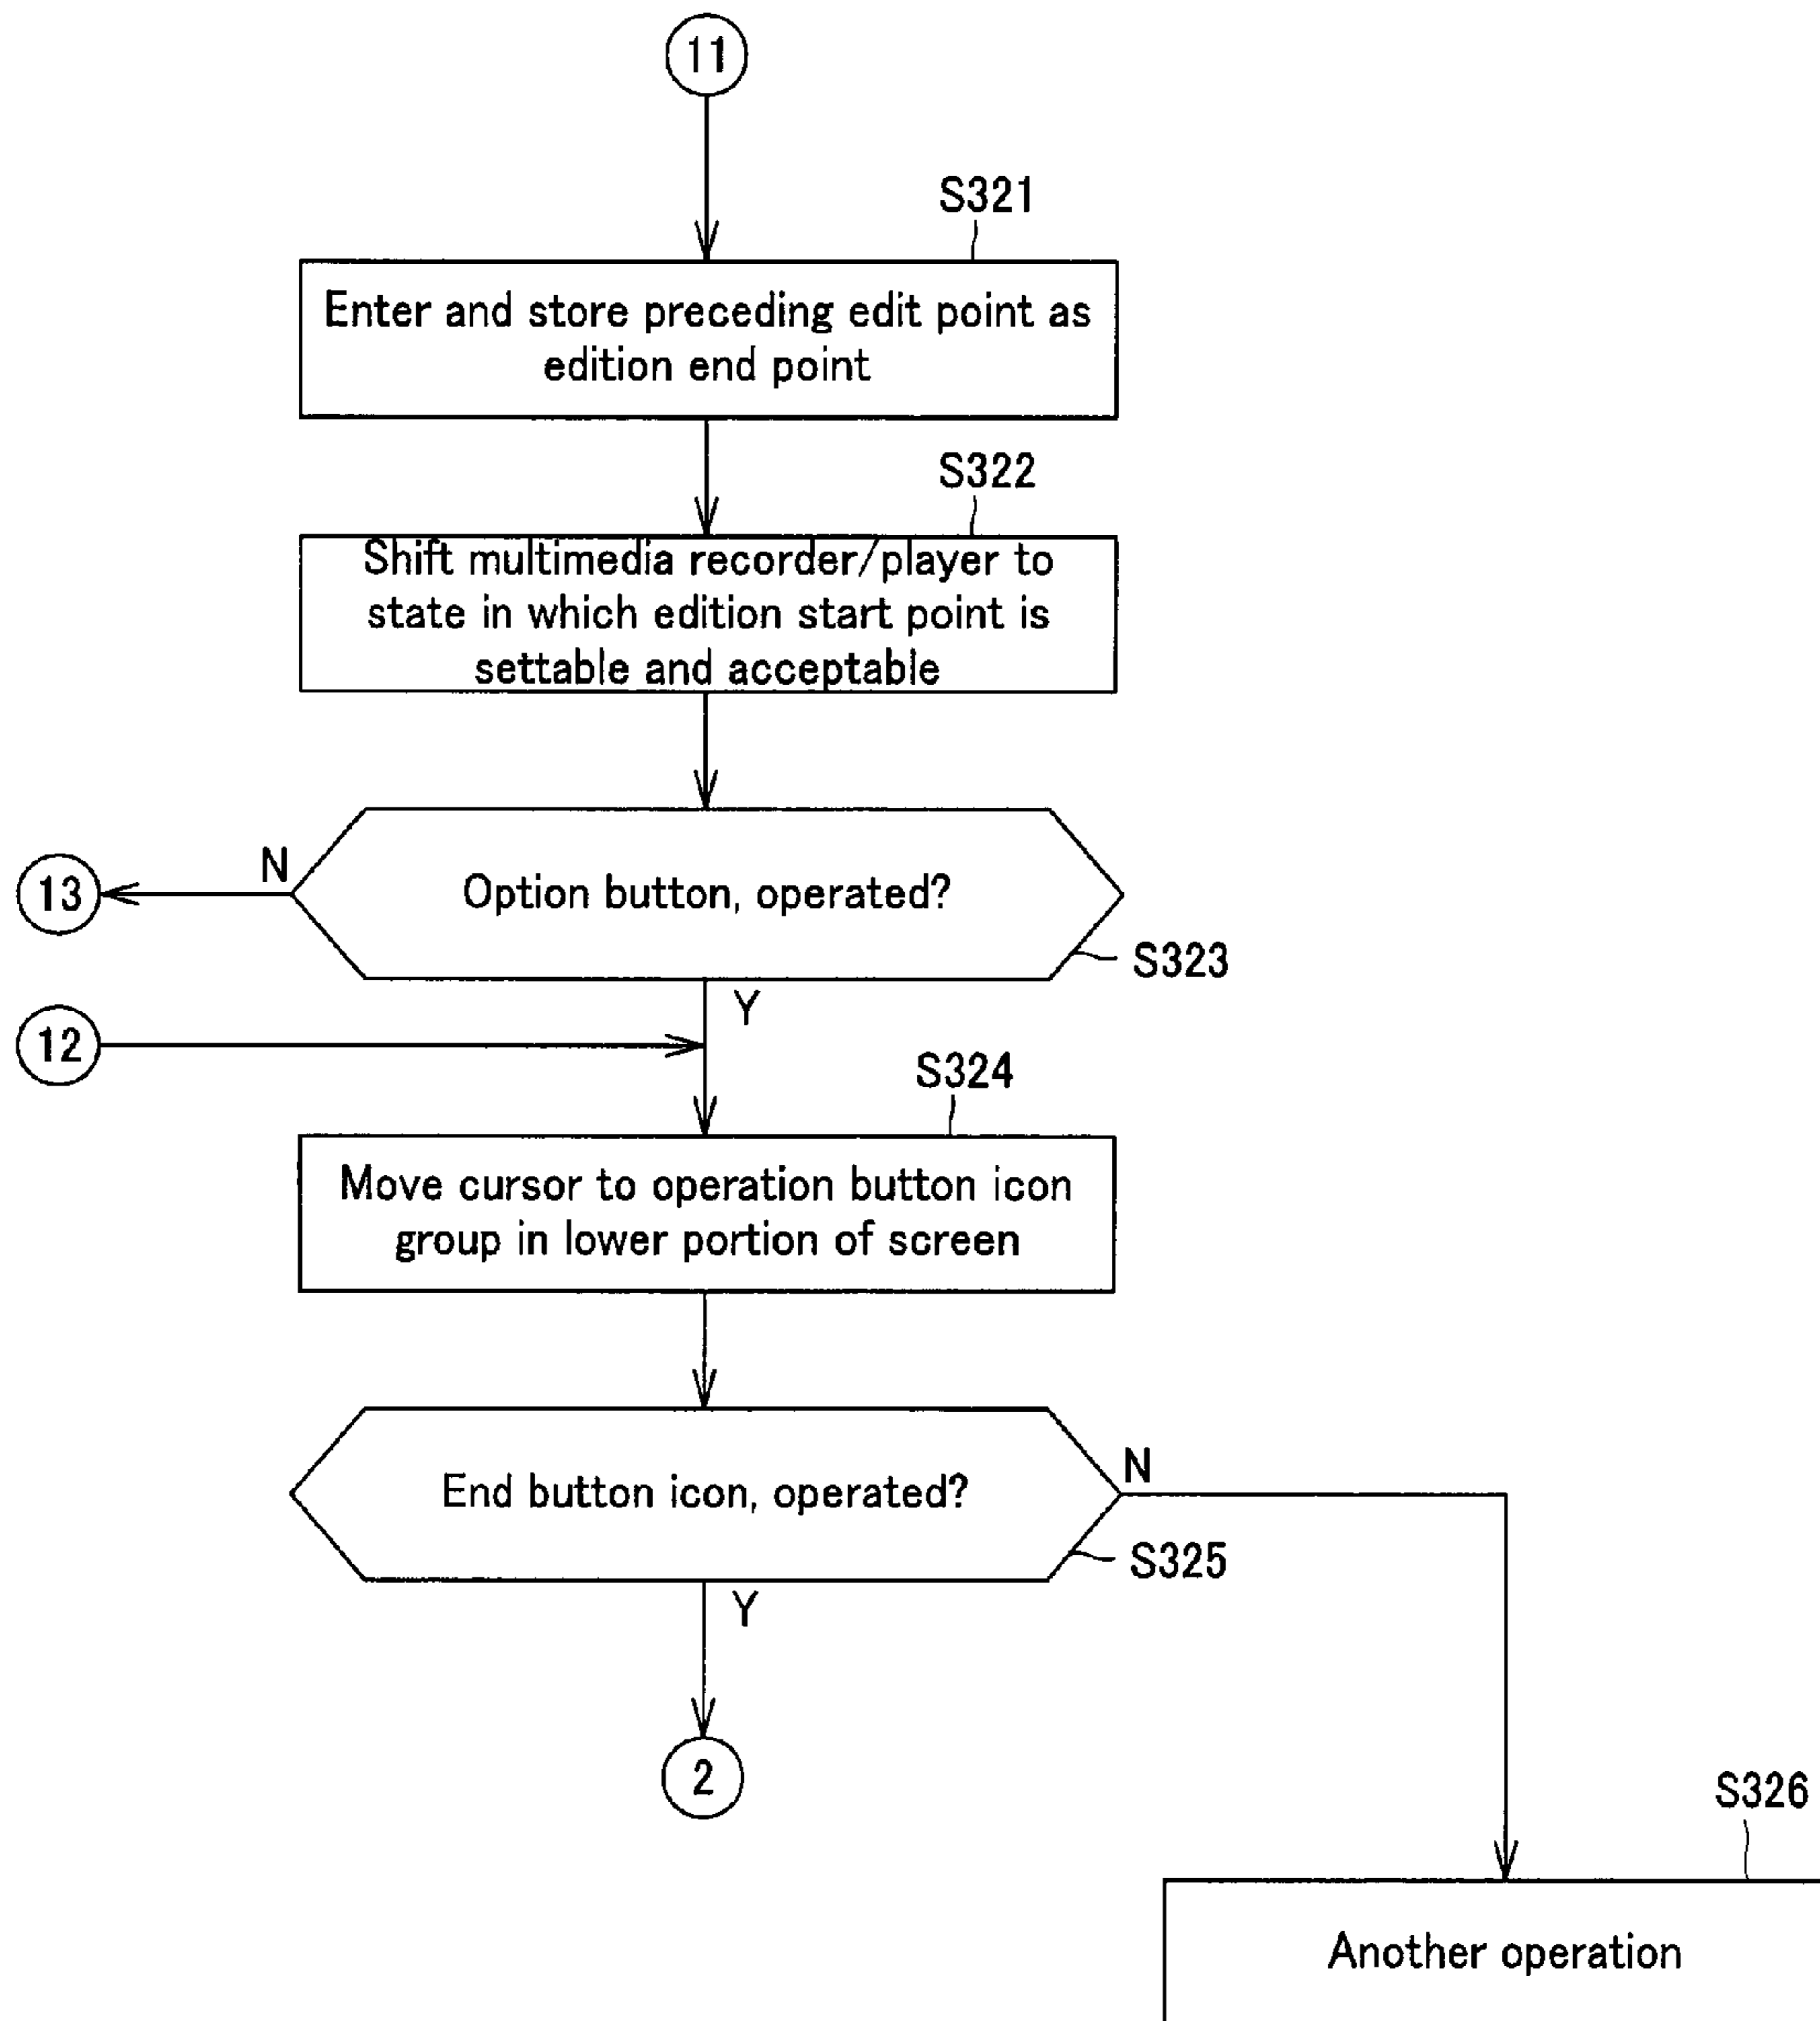 11
S321
Enter and store preceding edit point as
edition end point
S322
Shift multimedia recorder/player to
state in which edition start point is
settable and acceptable
N
13
Option button, operated?
S323
Y
12
S324
Move cursor to operation button icon
group in lower portion of screen
N
End button icon, operated?
S325
Y
2
S326
Another operation